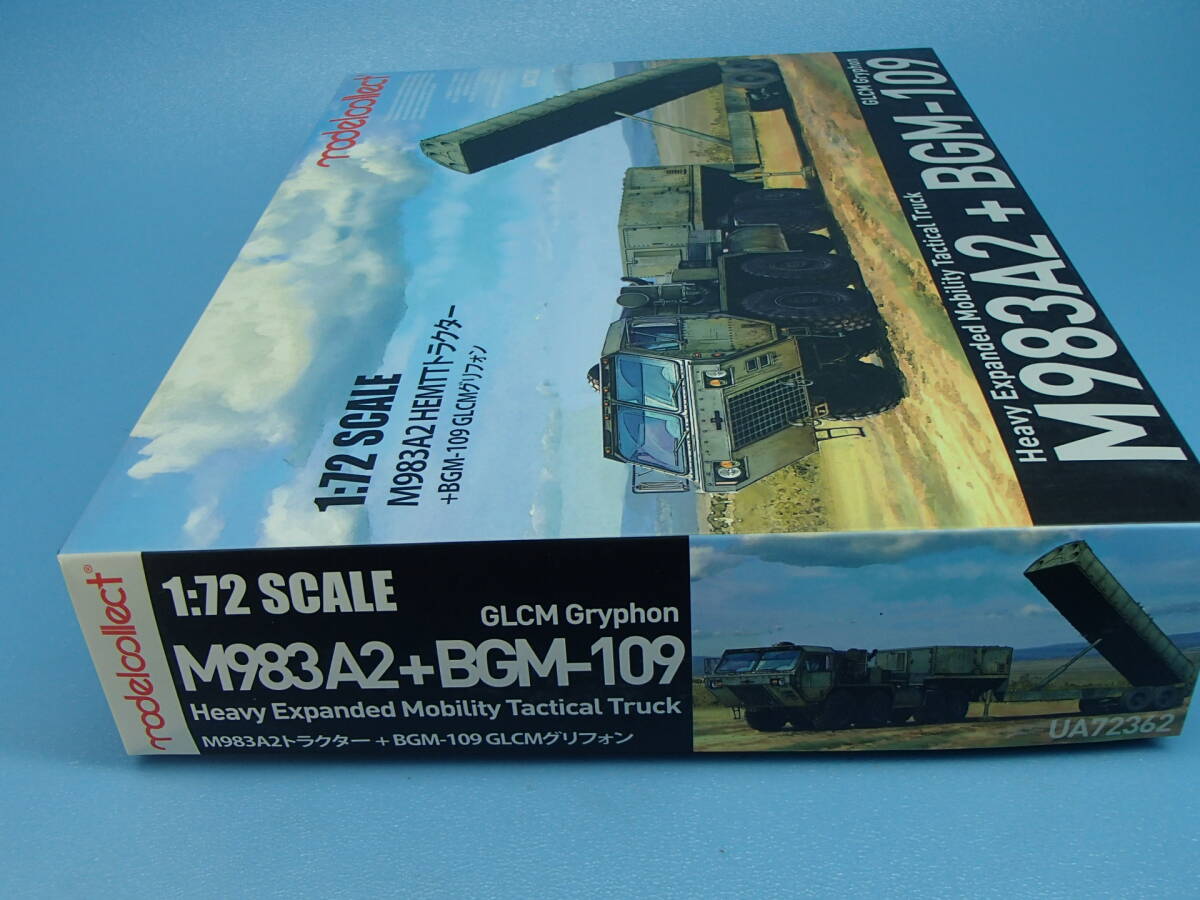 modelcollect
1:72 SCALE
M983A2 HEMTTトラクター
+BGM-109 GLCMグリフォン
GLCM Gryphon
Heavy Expanded Mobility Tactical Truck
M983A2 + BGM-109
modelcollect®
1:72 SCALE
GLCM Gryphon
M983A2+BGM-109
Heavy Expanded Mobility Tactical Truck
M983A2トラクター + BGM-109 GLCMグリフォン
UA72362